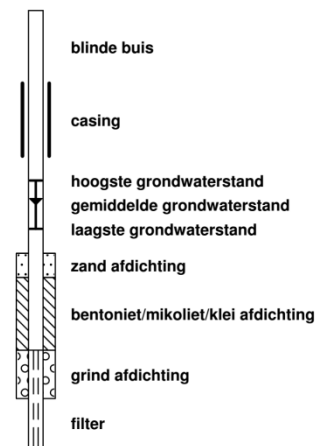 blinde buis
casing
hoogste grondwaterstand
gemiddelde grondwaterstand
laagste grondwaterstand
zand afdichting
bentoniet/mikoliet/klei afdichting
grind afdichting
filter